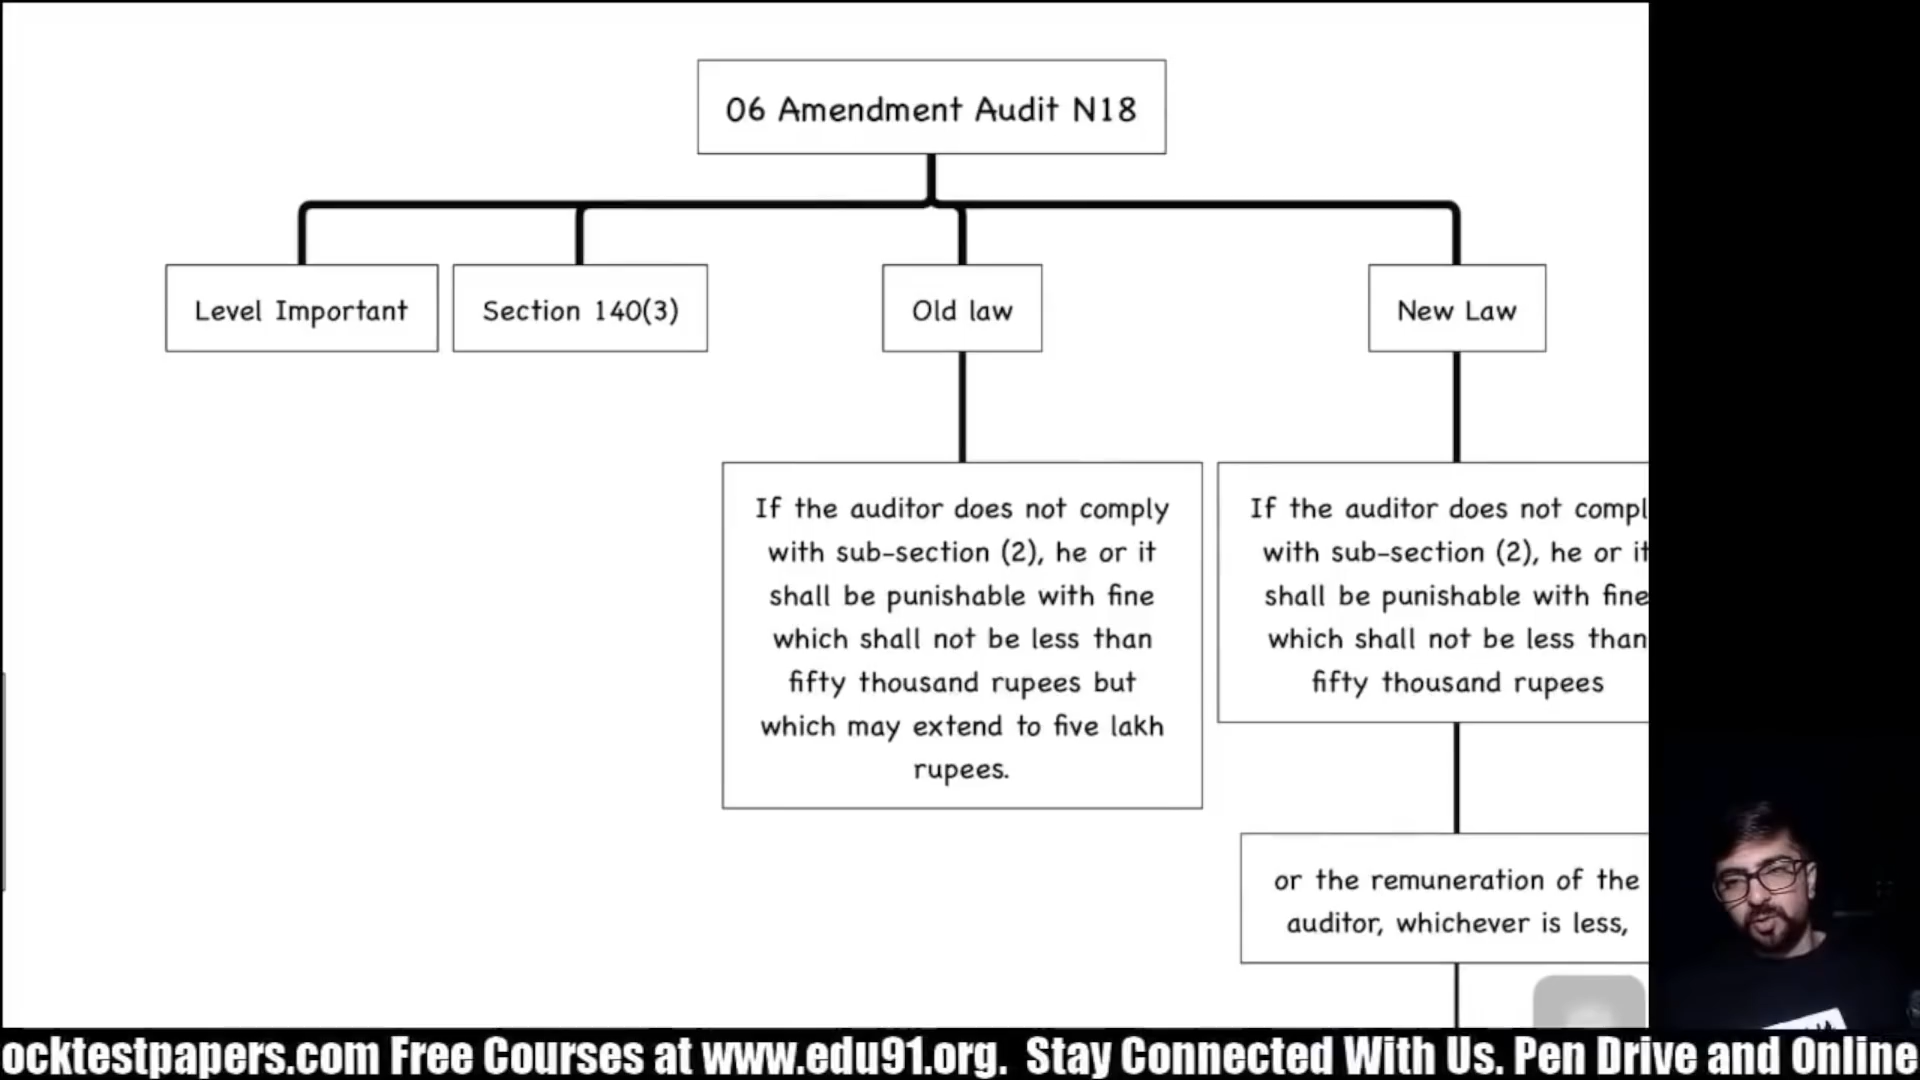 06 Amendment Audit N18
Level Important
Section 140(3)
Old law
New Law
If the auditor does not comply
with sub-section (2), he or it
shall be punishable with fine
which shall not be less than
fifty thousand rupees but
which may extend to five lakh
rupees.
If the auditor does not compl
with sub-section (2), he or it
shall be punishable with fine
which shall not be less than
fifty thousand rupees
or the remuneration of the
auditor, whichever is less,
ocktestpapers.com Free Courses at www.edu91.org. Stay Connected With Us. Pen Drive and Online